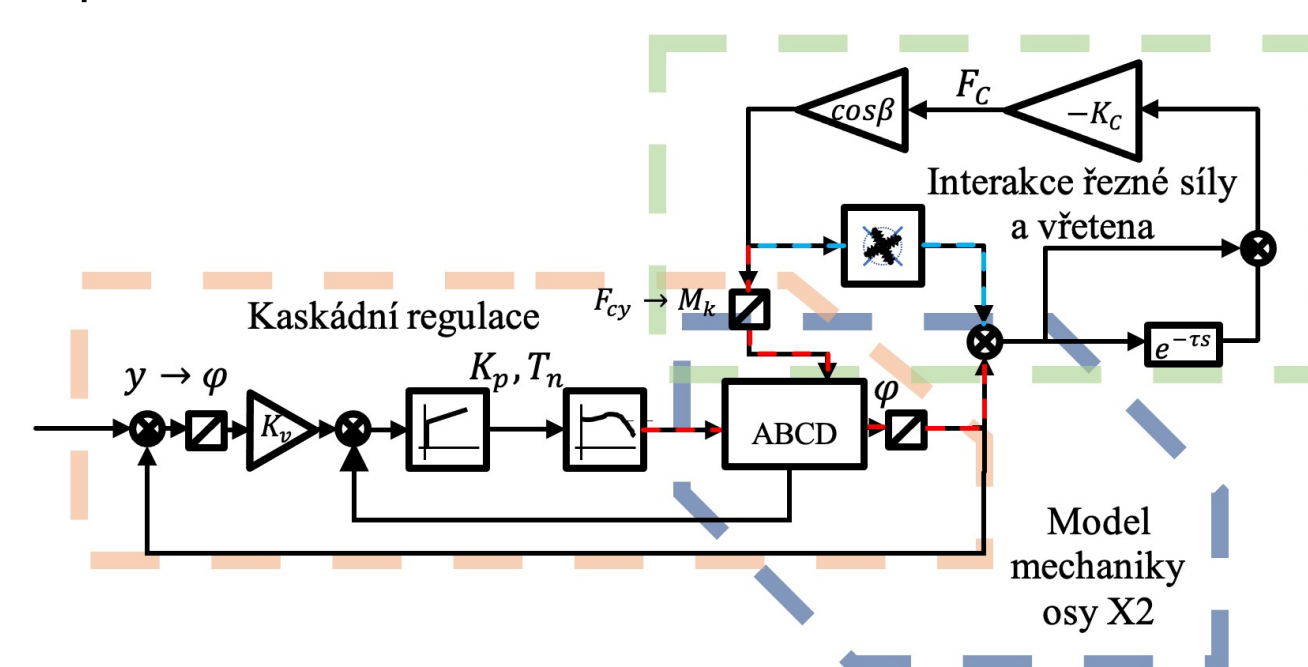 cosβ
F_C
−K_C
Interakce řezné síly
a vřetena
F_cy → M_k
Kaskádní regulace
e^−τs
y → φ
K_p, T_n
φ
K_v
ABCD
Model
mechaniky
osy X2